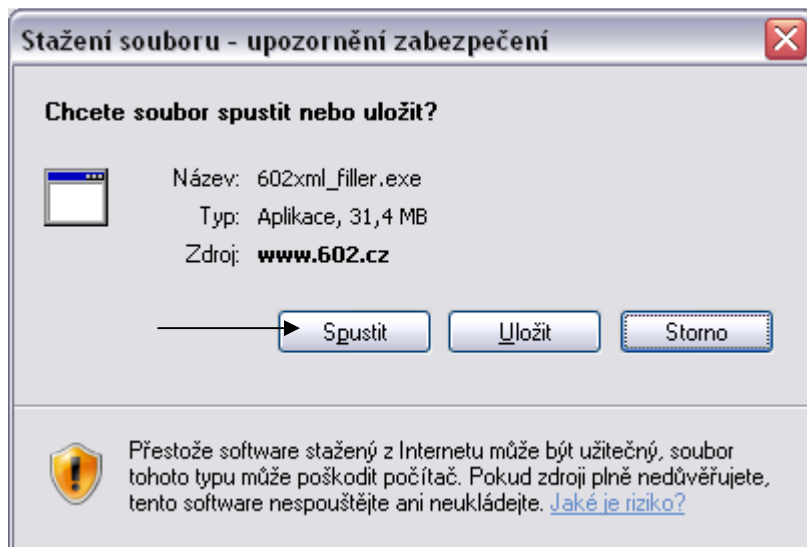 Stažení souboru - upozornění zabezpečení
Chcete soubor spustit nebo uložit?
Název: 602xml_filler.exe
Typ: Aplikace, 31,4 MB
Zdroj: www.602.cz
Spustit Uložit Storno
Přestože software stažený z Internetu může být užitečný, soubor
tohoto typu může poškodit počítač. Pokud zdroji plně nedůvěřujete,
tento software nespouštějte ani neukládejte. Jaké je riziko?